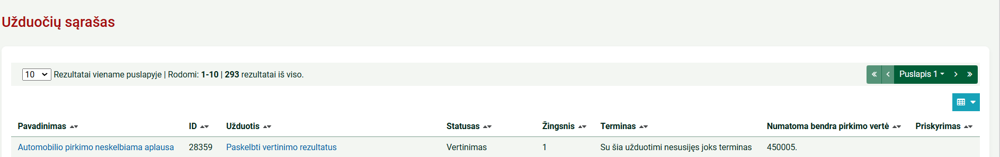 Užduočių sąrašas
10 Rezultatai viename puslapyje | Rodomi: 1-10 | 293 rezultatai iš viso.
« ‹ Puslapis 1 › »
Pavadinimas ID Užduotis Statusas Žingsnis Terminas Numatoma bendra pirkimo vertė Priskyrimas
Automobilio pirkimo neskelbiama aplausa 28359 Paskelbti vertinimo rezultatus Vertinimas 1 Su šia užduotimi nesusijęs joks terminas 450005.